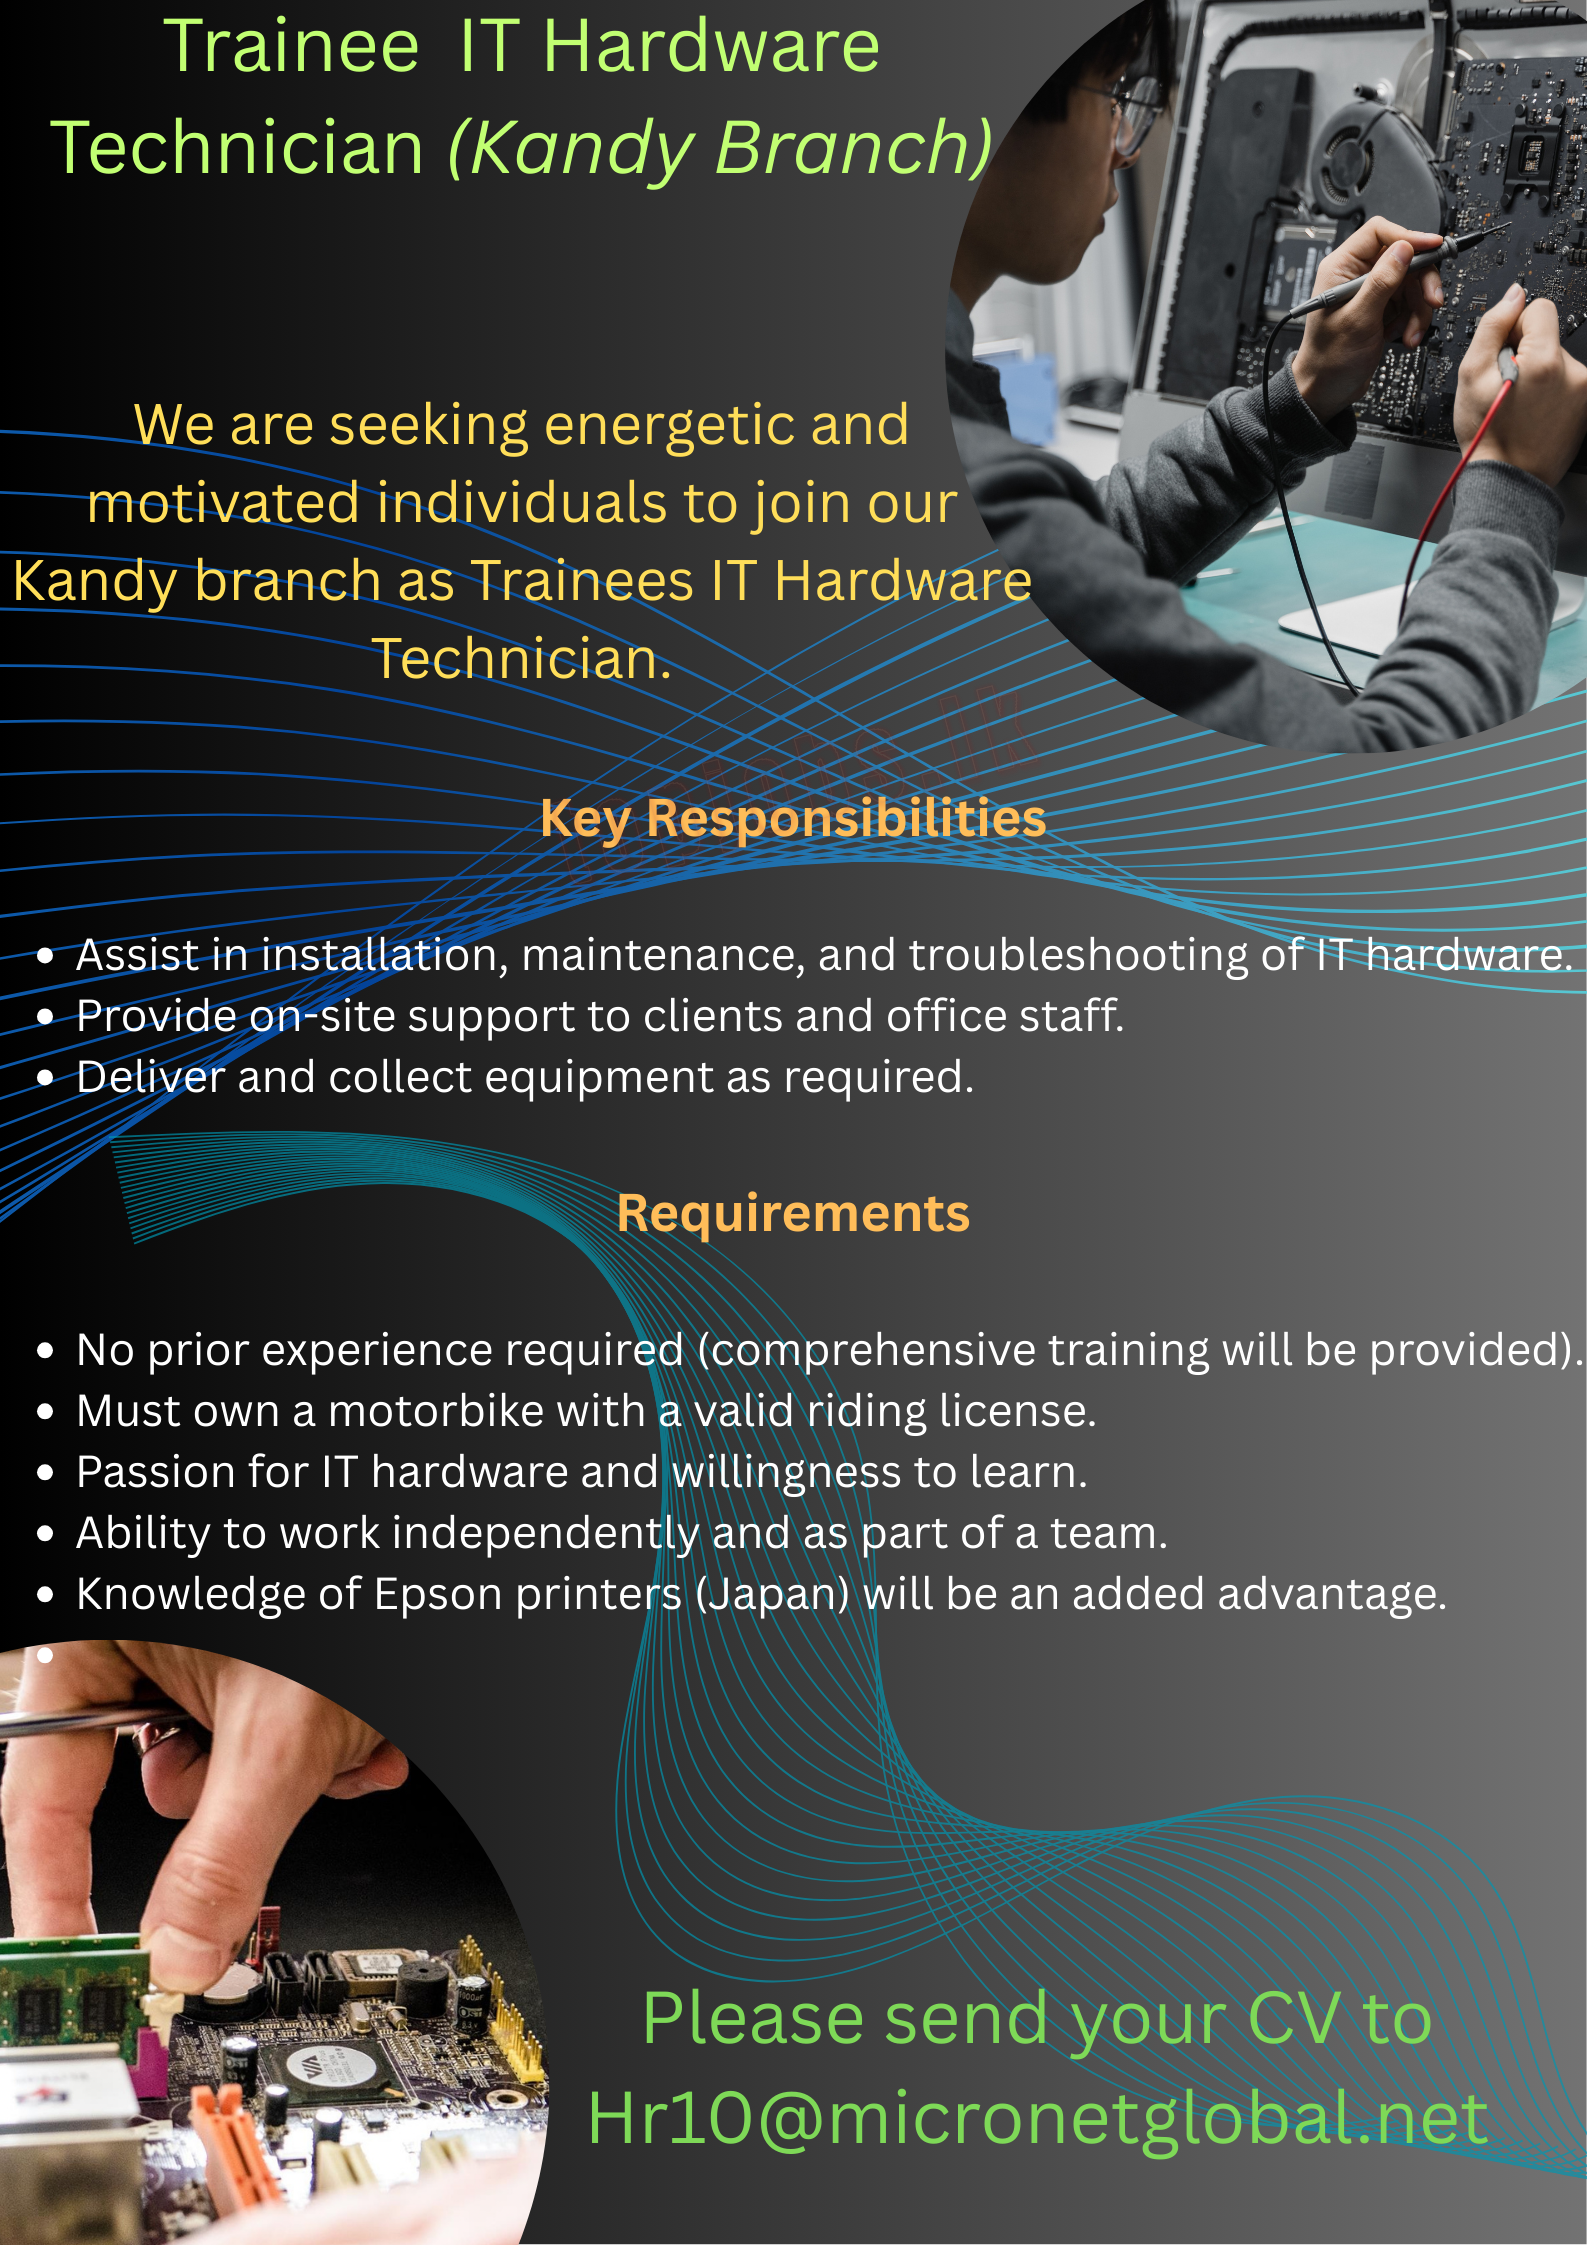 Trainee IT Hardware
Technician (Kandy Branch)
We are seeking energetic and
motivated individuals to join our
Kandy branch as Trainees IT Hardware
Technician.
Key Responsibilities
• Assist in installation, maintenance, and troubleshooting of IT hardware.
• Provide on-site support to clients and office staff.
• Deliver and collect equipment as required.
Requirements
• No prior experience required (comprehensive training will be provided).
• Must own a motorbike with a valid riding license.
• Passion for IT hardware and willingness to learn.
• Ability to work independently and as part of a team.
• Knowledge of Epson printers (Japan) will be an added advantage.
•
VIA
Please send your CV to
Hr10@micronetglobal.net